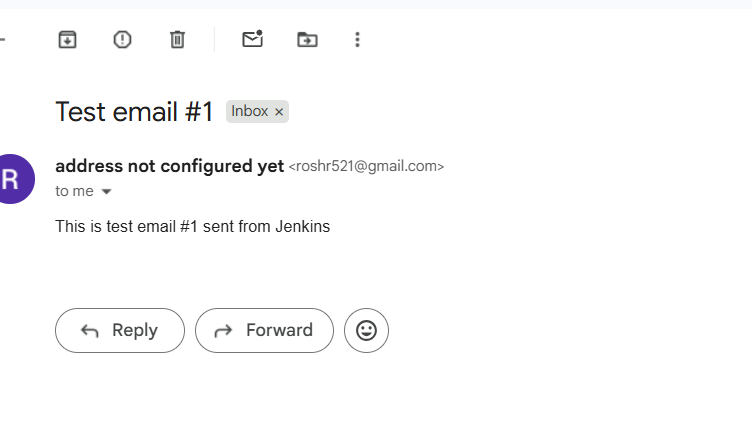 Test email #1 Inbox ×
R
address not configured yet <roshr521@gmail.com>
to me
This is test email #1 sent from Jenkins
Reply Forward